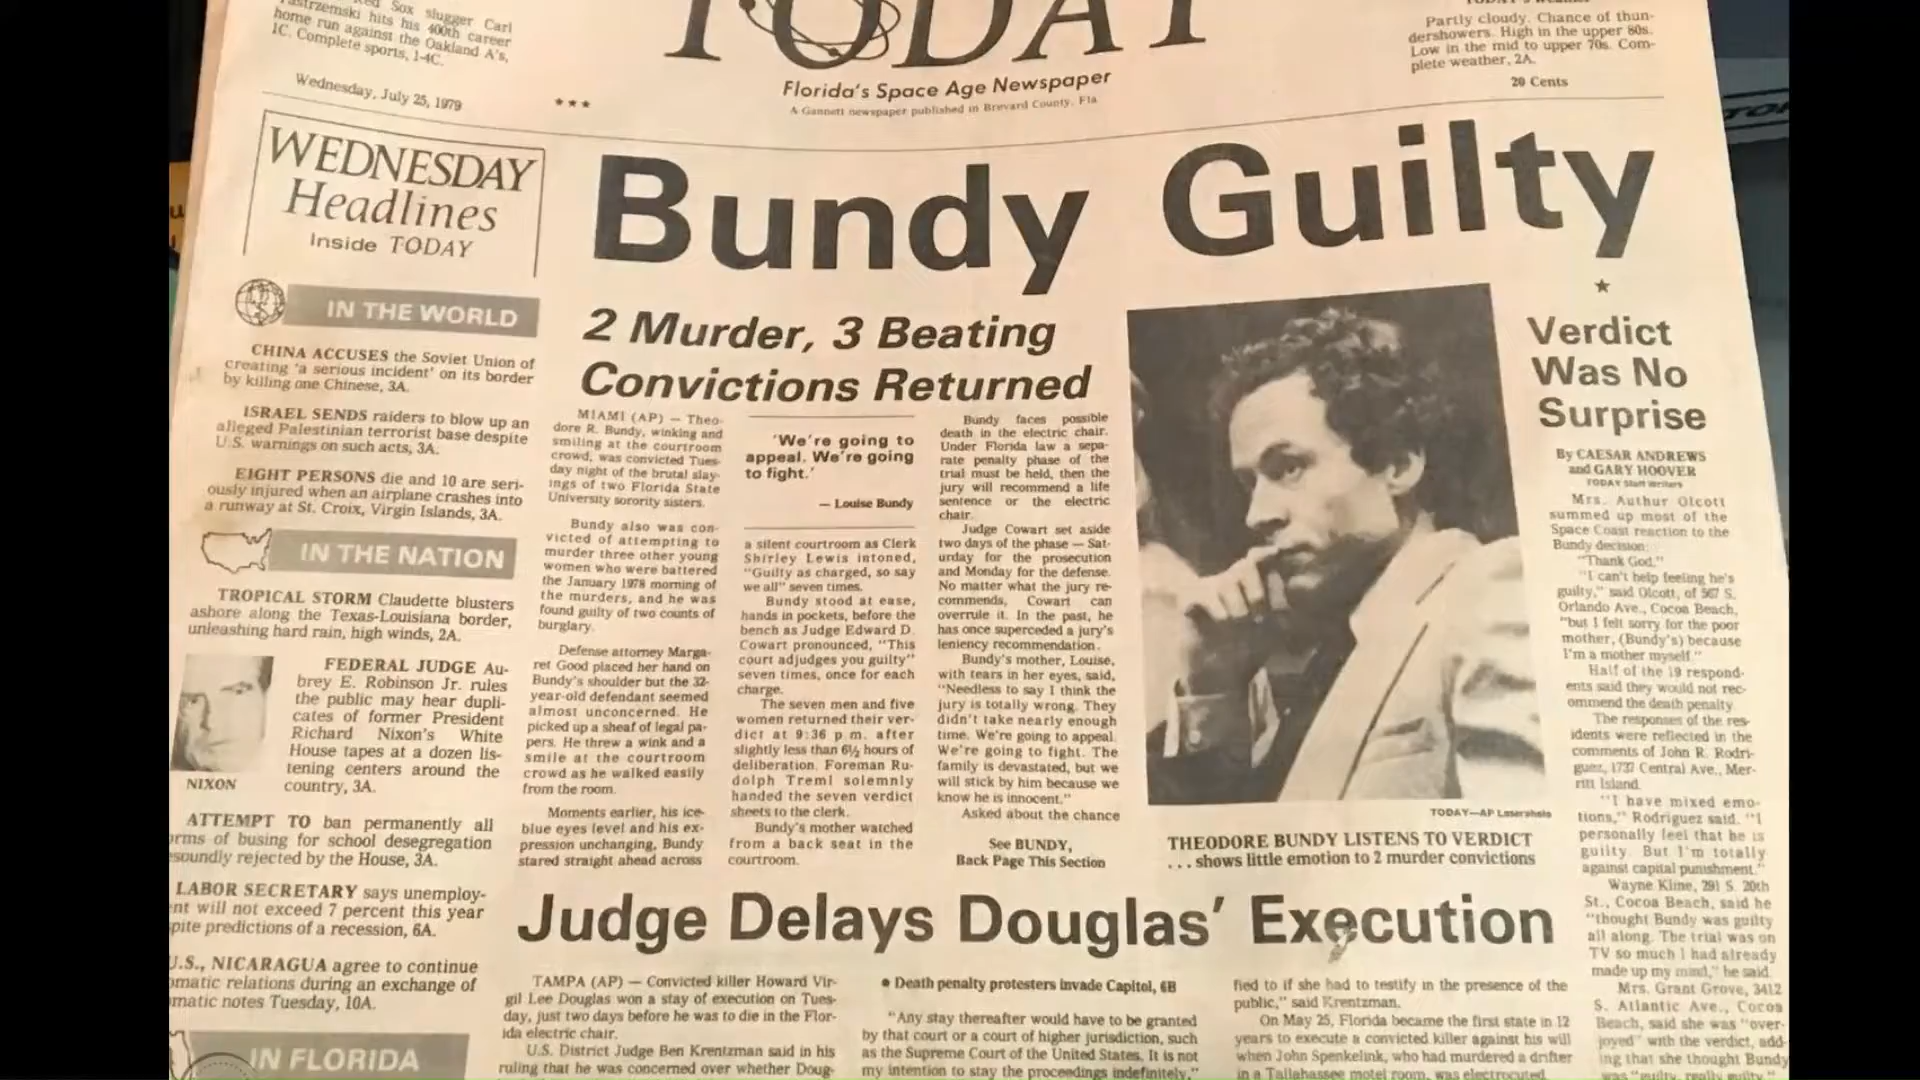 Red Sox slugger Carl
Yastrzemski hits his 400th career
home run against the Oakland A's,
1C. Complete sports, 1-4C.
TODAY
Florida's Space Age Newspaper
A Gannett newspaper published in Brevard County, Fla
Partly cloudy. Chance of thun-
dershowers. High in the upper 80s.
Low in the mid to upper 70s. Com-
plete weather, 2A.
20 Cents
Wednesday, July 25, 1979
★★★
WEDNESDAY
Headlines
Inside TODAY
IN THE WORLD
CHINA ACCUSES the Soviet Union of
creating 'a serious incident' on its border
by killing one Chinese, 3A.
ISRAEL SENDS raiders to blow up an
alleged Palestinian terrorist base despite
U.S. warnings on such acts, 3A.
EIGHT PERSONS die and 10 are seri-
ously injured when an airplane crashes into
a runway at St. Croix, Virgin Islands, 3A.
IN THE NATION
TROPICAL STORM Claudette blusters
ashore along the Texas-Louisiana border,
unleashing hard rain, high winds, 2A.
FEDERAL JUDGE Au-
brey E. Robinson Jr. rules
the public may hear dupli-
cates of former President
Richard Nixon's White
House tapes at a dozen lis-
tening centers around the
country, 3A.
NIXON
ATTEMPT TO ban permanently all
orms of busing for school desegregation
esoundly rejected by the House, 3A.
LABOR SECRETARY says unemploy-
nt will not exceed 7 percent this year
pite predictions of a recession, 6A.
U.S., NICARAGUA agree to continue
omatic relations during an exchange of
omatic notes Tuesday, 10A.
IN FLORIDA
Bundy Guilty
2 Murder, 3 Beating
Convictions Returned
MIAMI (AP) — Theo-
dore R. Bundy, winking and
smiling at the courtroom
crowd, was convicted Tues-
day night of the brutal slay-
ings of two Florida State
University sorority sisters.
Bundy also was con-
victed of attempting to
murder three other young
women who were battered
the January 1978 morning of
the murders, and he was
found guilty of two counts of
burglary.
Defense attorney Marga-
ret Good placed her hand on
Bundy's shoulder but the 32-
year-old defendant seemed
almost unconcerned. He
picked up a sheaf of legal pa-
pers. He threw a wink and a
smile at the courtroom
crowd as he walked easily
from the room.
Moments earlier, his ice-
blue eyes level and his ex-
pression unchanging, Bundy
stared straight ahead across
'We're going to
appeal. We're going
to fight.'
— Louise Bundy
a silent courtroom as Clerk
Shirley Lewis intoned,
"Guilty as charged, so say
we all" seven times.
Bundy stood at ease,
hands in pockets, before the
bench as Judge Edward D.
Cowart pronounced, "This
court adjudges you guilty"
seven times, once for each
charge.
The seven men and five
women returned their ver-
dict at 9:36 p.m. after
slightly less than 6½ hours of
deliberation. Foreman Ru-
dolph Treml solemnly
handed the seven verdict
sheets to the clerk.
Bundy's mother watched
from a back seat in the
courtroom.
Bundy faces possible
death in the electric chair.
Under Florida law a sepa-
rate penalty phase of the
trial must be held, then the
jury will recommend a life
sentence or the electric
chair.
Judge Cowart set aside
two days of the phase — Sat-
urday for the prosecution
and Monday for the defense.
No matter what the jury re-
commends, Cowart can
overrule it. In the past, he
has once superceded a jury's
leniency recommendation.
Bundy's mother, Louise,
with tears in her eyes, said,
"Needless to say I think the
jury is totally wrong. They
didn't take nearly enough
time. We're going to appeal.
We're going to fight. The
family is devastated, but we
will stick by him because we
know he is innocent."
Asked about the chance
See BUNDY,
Back Page This Section
TODAY—AP Laserphoto
THEODORE BUNDY LISTENS TO VERDICT
. . . shows little emotion to 2 murder convictions
★
Verdict
Was No
Surprise
By CAESAR ANDREWS
and GARY HOOVER
TODAY Staff Writers
Mrs. Authur Olcott
summed up most of the
Space Coast reaction to the
Bundy decision:
"Thank God."
"I can't help feeling he's
guilty," said Olcott, of 567 S.
Orlando Ave., Cocoa Beach,
"but I felt sorry for the poor
mother, (Bundy's) because
I'm a mother myself."
Half of the 19 respond-
ents said they would not rec-
ommend the death penalty
The responses of the res-
idents were reflected in the
comments of John R. Rodri-
guez, 1737 Central Ave., Mer-
ritt Island.
"I have mixed emo-
tions," Rodriguez said. "I
personally feel that he is
guilty. But I'm totally
against capital punishment."
Wayne Kline, 291 S. 20th
St., Cocoa Beach, said he
"thought Bundy was guilty
all along. The trial was on
TV so much I had already
made up my mind," he said.
Mrs. Grant Grove, 3412
S. Atlantic Ave., Cocoa
Beach, said she was "over-
joyed" with the verdict, add-
ing that she thought Bundy
was "guilty, really guilty."
Judge Delays Douglas' Execution
TAMPA (AP) — Convicted killer Howard Vir-
gil Lee Douglas won a stay of execution on Tues-
day, just two days before he was to die in the Flor-
ida electric chair.
U.S. District Judge Ben Krentzman said in his
ruling that he was concerned over whether Doug-
● Death penalty protesters invade Capitol, 6B
"Any stay thereafter would have to be granted
by that court or a court of higher jurisdiction, such
as the Supreme Court of the United States. It is not
my intention to stay the proceedings indefinitely."
fied to if she had to testify in the presence of the
public," said Krentzman.
On May 25, Florida became the first state in 12
years to execute a convicted killer against his will
when John Spenkelink, who had murdered a drifter
in a Tallahassee motel room, was electrocuted.